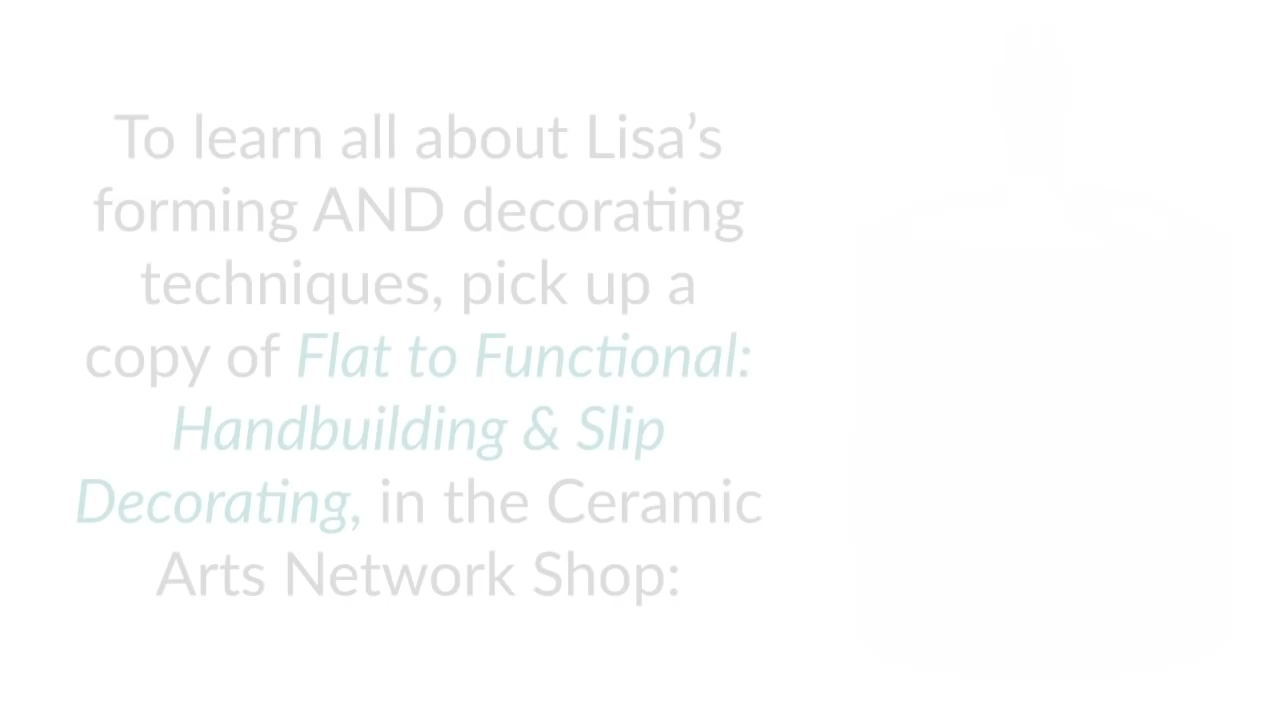 To learn all about Lisa’s
forming AND decorating
techniques, pick up a
copy of Flat to Functional:
Handbuilding & Slip
Decorating, in the Ceramic
Arts Network Shop: